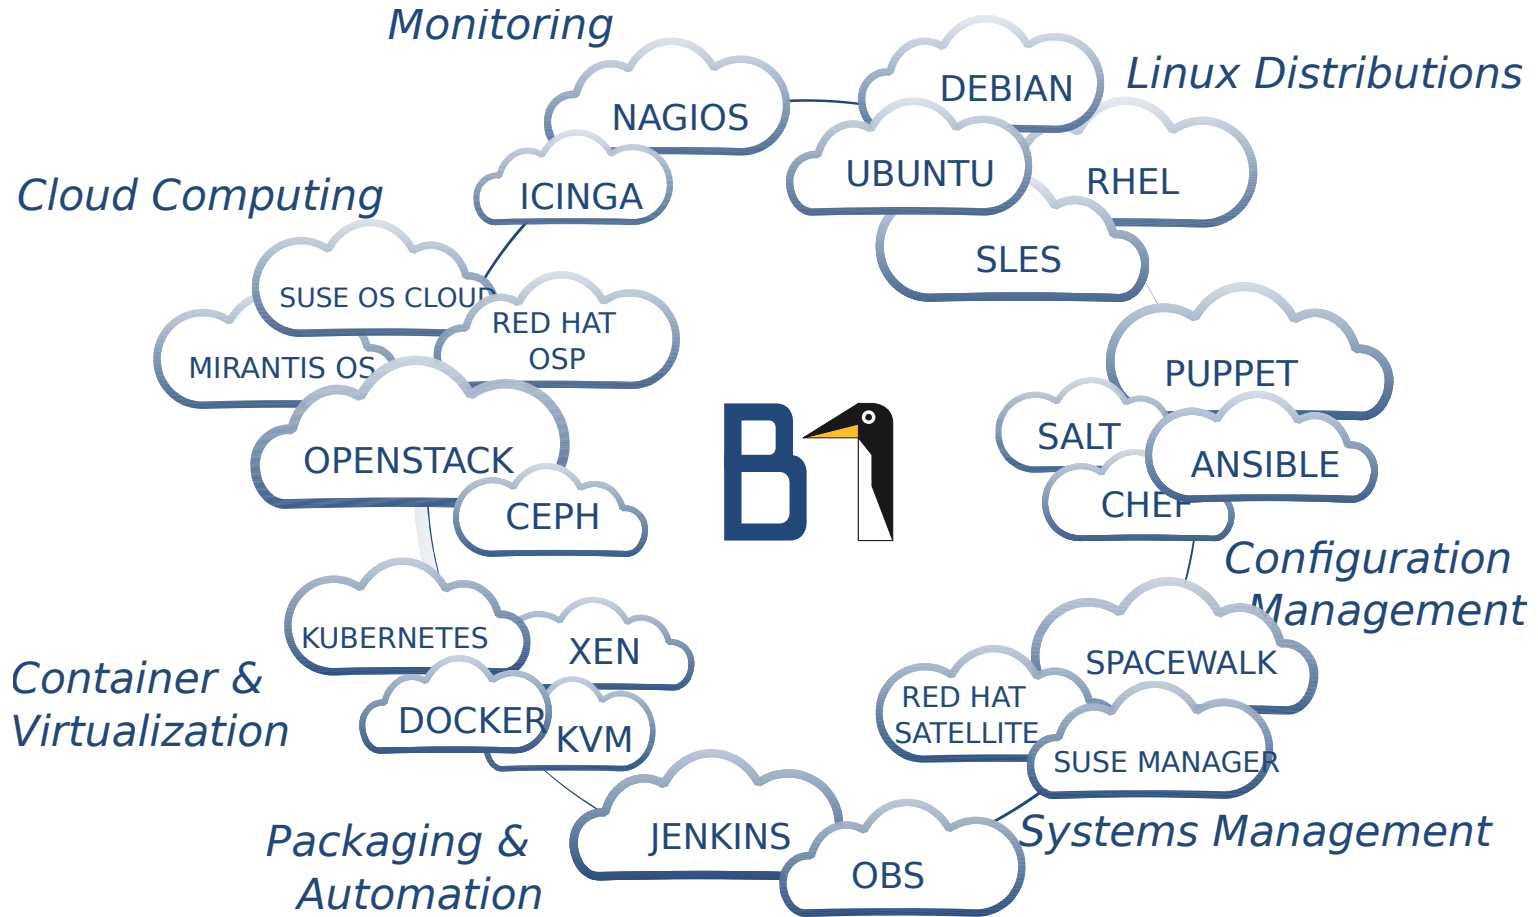 Monitoring
NAGIOS
ICINGA
DEBIAN
Linux Distributions
UBUNTU
RHEL
SLES
Cloud Computing
SUSE OS CLOUD
RED HAT
OSP
MIRANTIS OS
OPENSTACK
CEPH
B1
PUPPET
SALT
ANSIBLE
CHEF
Configuration
Management
KUBERNETES
XEN
DOCKER
KVM
Container &
Virtualization
SPACEWALK
RED HAT
SATELLITE
SUSE MANAGER
Systems Management
JENKINS
OBS
Packaging &
Automation